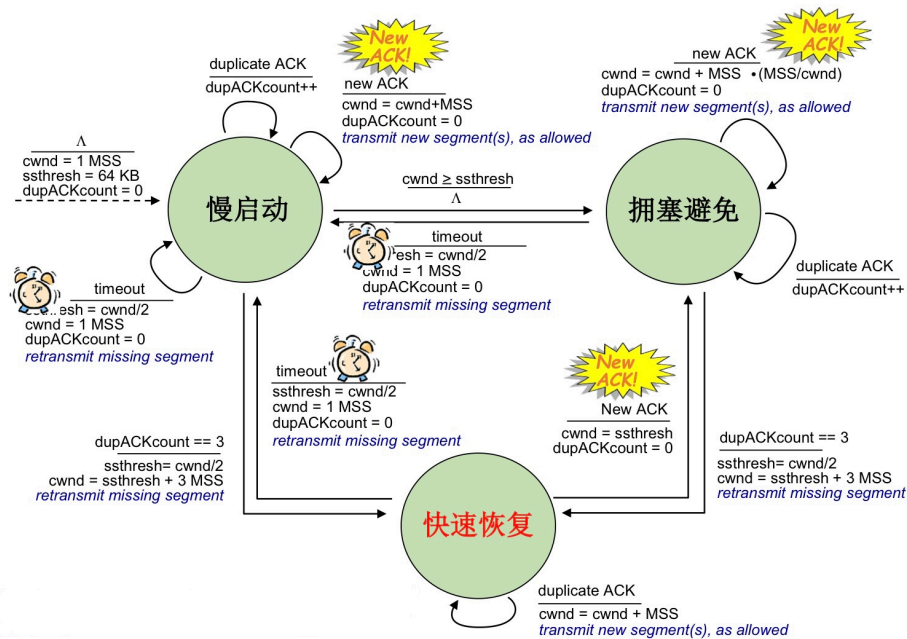 New
ACK!
duplicate ACK
dupACKcount++
new ACK
cwnd = cwnd+MSS
dupACKcount = 0
transmit new segment(s), as allowed
New
ACK!
new ACK
cwnd = cwnd + MSS •(MSS/cwnd)
dupACKcount = 0
transmit new segment(s), as allowed
Λ
cwnd = 1 MSS
ssthresh = 64 KB
dupACKcount = 0
慢启动
cwnd ≥ ssthresh
Λ
拥塞避免
timeout
resh = cwnd/2
cwnd = 1 MSS
dupACKcount = 0
retransmit missing segment
duplicate ACK
dupACKcount++
timeout
esh = cwnd/2
cwnd = 1 MSS
dupACKcount = 0
retransmit missing segment
timeout
ssthresh = cwnd/2
cwnd = 1 MSS
dupACKcount = 0
retransmit missing segment
New
ACK!
New ACK
cwnd = ssthresh
dupACKcount = 0
dupACKcount == 3
ssthresh= cwnd/2
cwnd = ssthresh + 3 MSS
retransmit missing segment
dupACKcount == 3
ssthresh= cwnd/2
cwnd = ssthresh + 3 MSS
retransmit missing segment
快速恢复
duplicate ACK
cwnd = cwnd + MSS
transmit new segment(s), as allowed